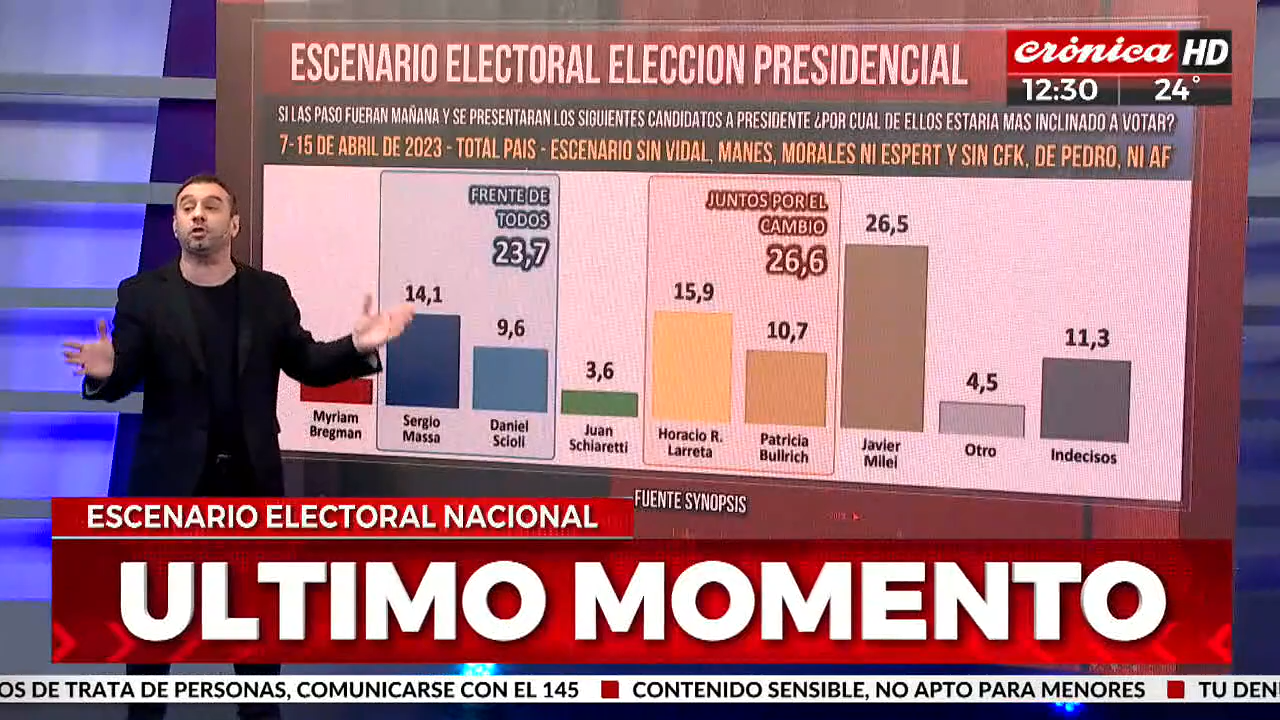 ESCENARIO ELECTORAL ELECCION PRESIDENCIAL
crónica HD
12:30 24°
SI LAS PASO FUERAN MAÑANA Y SE PRESENTARAN LOS SIGUIENTES CANDIDATOS A PRESIDENTE ¿POR CUAL DE ELLOS ESTARIA MAS INCLINADO A VOTAR?
7-15 DE ABRIL DE 2023 - TOTAL PAIS - ESCENARIO SIN VIDAL, MANES, MORALES NI ESPERT Y SIN CFK, DE PEDRO, NI AF
FRENTE DE
TODOS
23,7
JUNTOS POR EL
CAMBIO
26,6
14,1
9,6
3,6
15,9
10,7
26,5
4,5
11,3
Myriam
Bregman
Sergio
Massa
Daniel
Scioli
Juan
Schiaretti
Horacio R.
Larreta
Patricia
Bullrich
Javier
Milei
Otro
Indecisos
FUENTE SYNOPSIS
ESCENARIO ELECTORAL NACIONAL
ULTIMO MOMENTO
OS DE TRATA DE PERSONAS, COMUNICARSE CON EL 145 CONTENIDO SENSIBLE, NO APTO PARA MENORES TU DEN